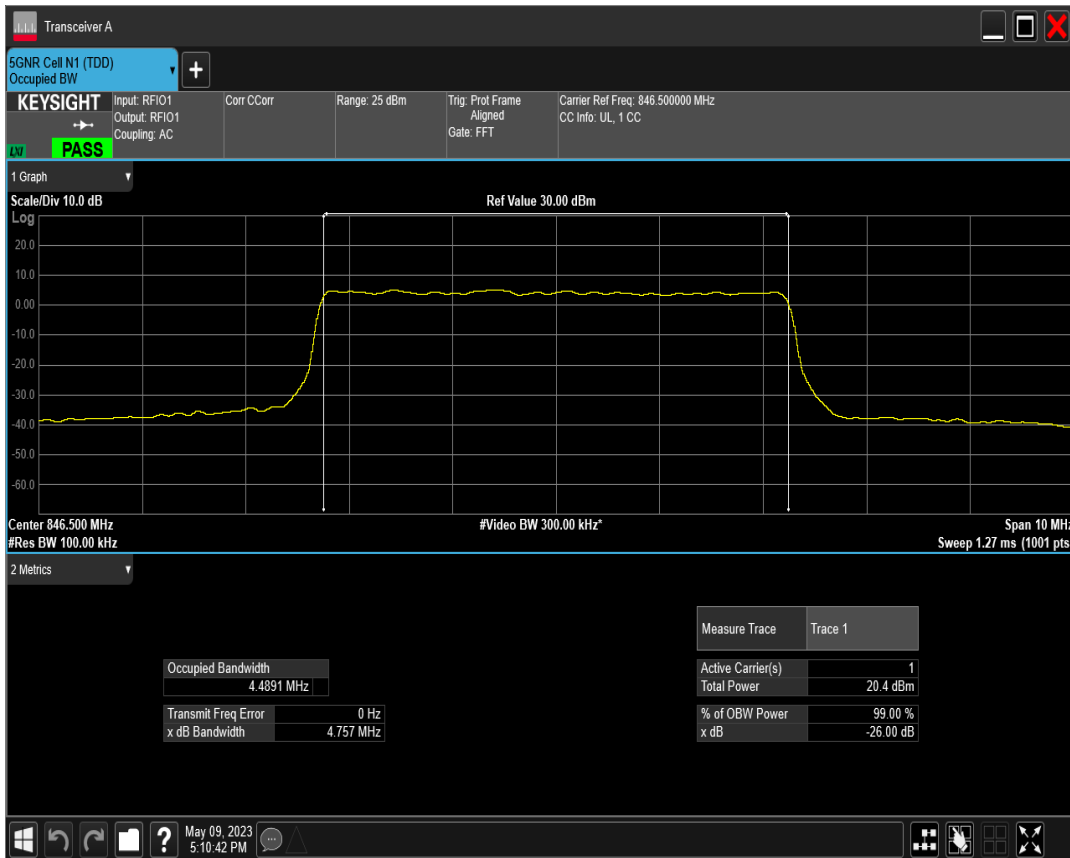 Transceiver A
5GNR Cell N1 (TDD)
Occupied BW
KEYSIGHT
LXI
PASS
Input: RFIO1
Output: RFIO1
Coupling: AC
Corr CCorr
Range: 25 dBm
Trig: Prot Frame
Aligned
Gate: FFT
Carrier Ref Freq: 846.500000 MHz
CC Info: UL, 1 CC
1 Graph
Scale/Div 10.0 dB
Ref Value 30.00 dBm
Log
20.0
10.0
0.00
-10.0
-20.0
-30.0
-40.0
-50.0
-60.0
Center 846.500 MHz
#Video BW 300.00 kHz*
Span 10 MHz
#Res BW 100.00 kHz
Sweep 1.27 ms (1001 pts
2 Metrics
Measure Trace Trace 1
Occupied Bandwidth
4.4891 MHz
Active Carrier(s) 1
Total Power 20.4 dBm
Transmit Freq Error 0 Hz
x dB Bandwidth 4.757 MHz
% of OBW Power 99.00 %
x dB -26.00 dB
May 09, 2023
5:10:42 PM